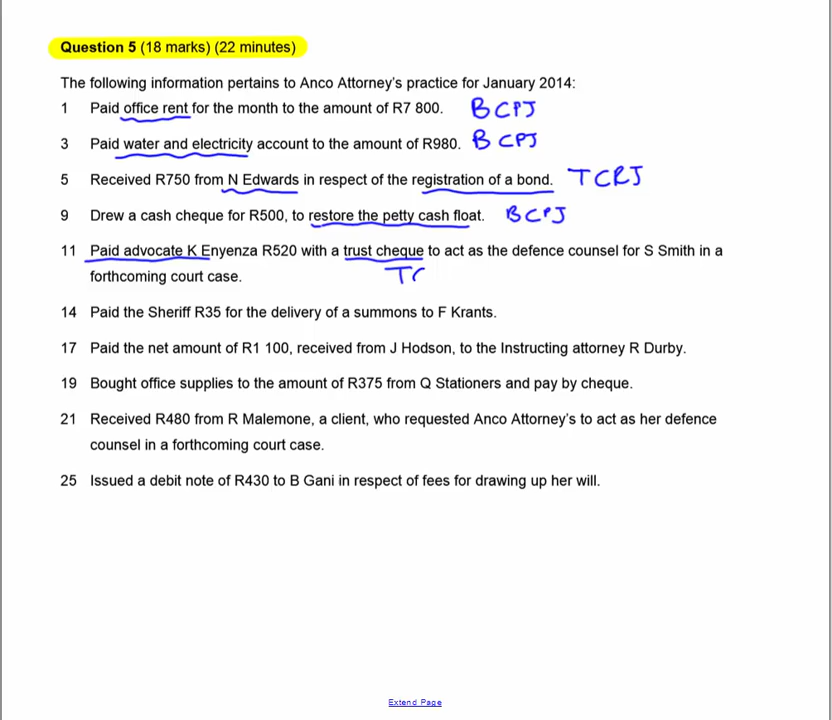 Question 5 (18 marks) (22 minutes)
The following information pertains to Anco Attorney's practice for January 2014:
1 Paid office rent for the month to the amount of R7 800. BCPJ
3 Paid water and electricity account to the amount of R980. BCPJ
5 Received R750 from N Edwards in respect of the registration of a bond. TCRJ
9 Drew a cash cheque for R500, to restore the petty cash float. BCPJ
11 Paid advocate K Enyenza R520 with a trust cheque to act as the defence counsel for S Smith in a
forthcoming court case. TC
14 Paid the Sheriff R35 for the delivery of a summons to F Krants.
17 Paid the net amount of R1 100, received from J Hodson, to the Instructing attorney R Durby.
19 Bought office supplies to the amount of R375 from Q Stationers and pay by cheque.
21 Received R480 from R Malemone, a client, who requested Anco Attorney's to act as her defence
counsel in a forthcoming court case.
25 Issued a debit note of R430 to B Gani in respect of fees for drawing up her will.
Extend Page